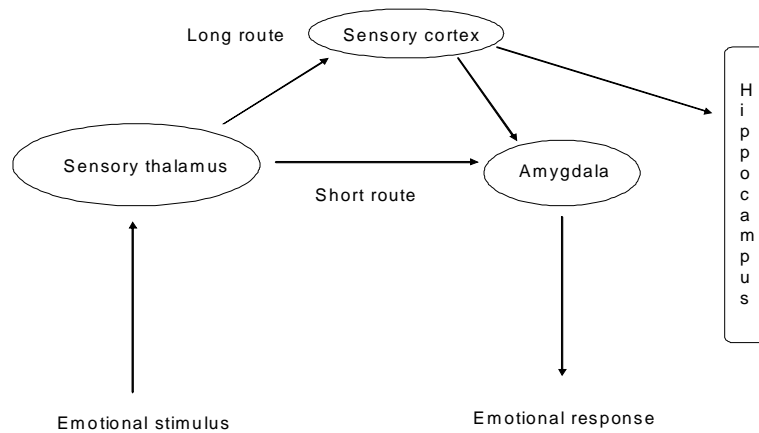 Long route
Sensory cortex
Sensory thalamus
Short route
Amygdala
Hippocampus
Emotional stimulus
Emotional response